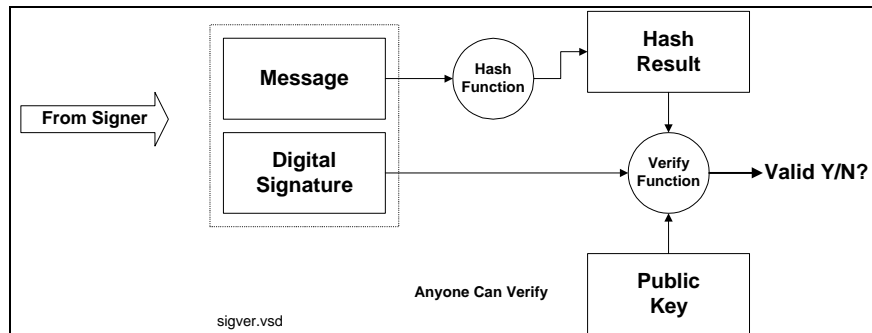 Hash
Result
Message
Hash
Function
From Signer
Digital
Signature
Verify
Function
Valid Y/N?
Public
Key
Anyone Can Verify
sigver.vsd